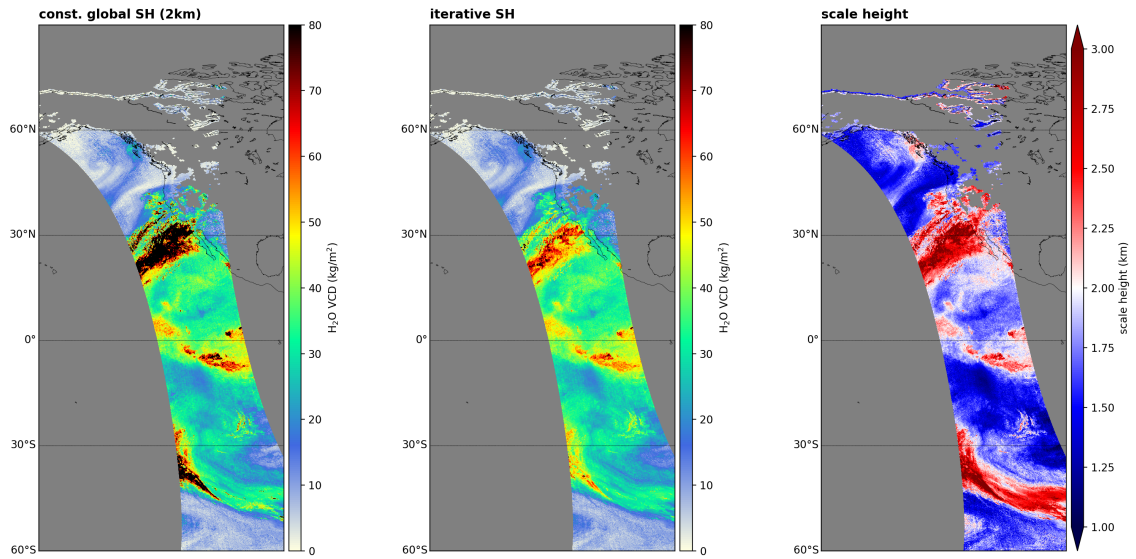 const. global SH (2km)
60°N
30°N
0°
30°S
60°S
80
70
60
50
40
30
20
10
0
H₂O VCD (kg/m²)
iterative SH
60°N
30°N
0°
30°S
60°S
80
70
60
50
40
30
20
10
0
H₂O VCD (kg/m²)
scale height
60°N
30°N
0°
30°S
60°S
3.00
2.75
2.50
2.25
2.00
1.75
1.50
1.25
1.00
scale height (km)